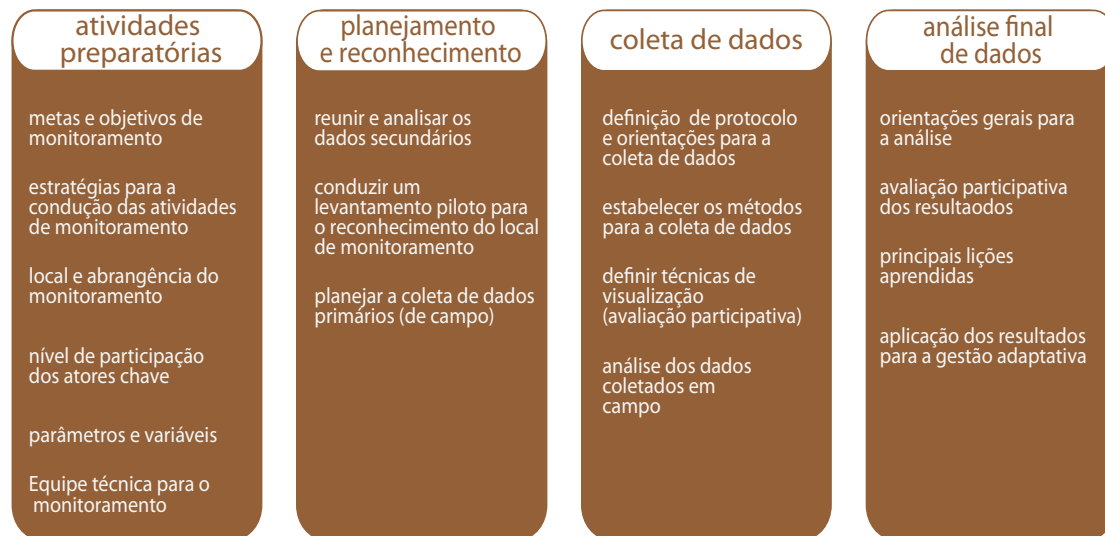 atividades
preparatórias
metas e objetivos de
monitoramento
estratégias para a
condução das atividades
de monitoramento
local e abrangência do
monitoramento
nível de participação
dos atores chave
parâmetros e variáveis
Equipe técnica para o
monitoramento
planejamento
e reconhecimento
reunir e analisar os
dados secundários
conduzir um
levantamento piloto para
o reconhecimento do local
de monitoramento
planejar a coleta de dados
primários (de campo)
coleta de dados
definição de protocolo
e orientações para a
coleta de dados
estabelecer os métodos
para a coleta de dados
definir técnicas de
visualização
(avaliação participativa)
análise dos dados
coletados em
campo
análise final
de dados
orientações gerais para
a análise
avaliação participativa
dos resultaodos
principais lições
aprendidas
aplicação dos resultados
para a gestão adaptativa